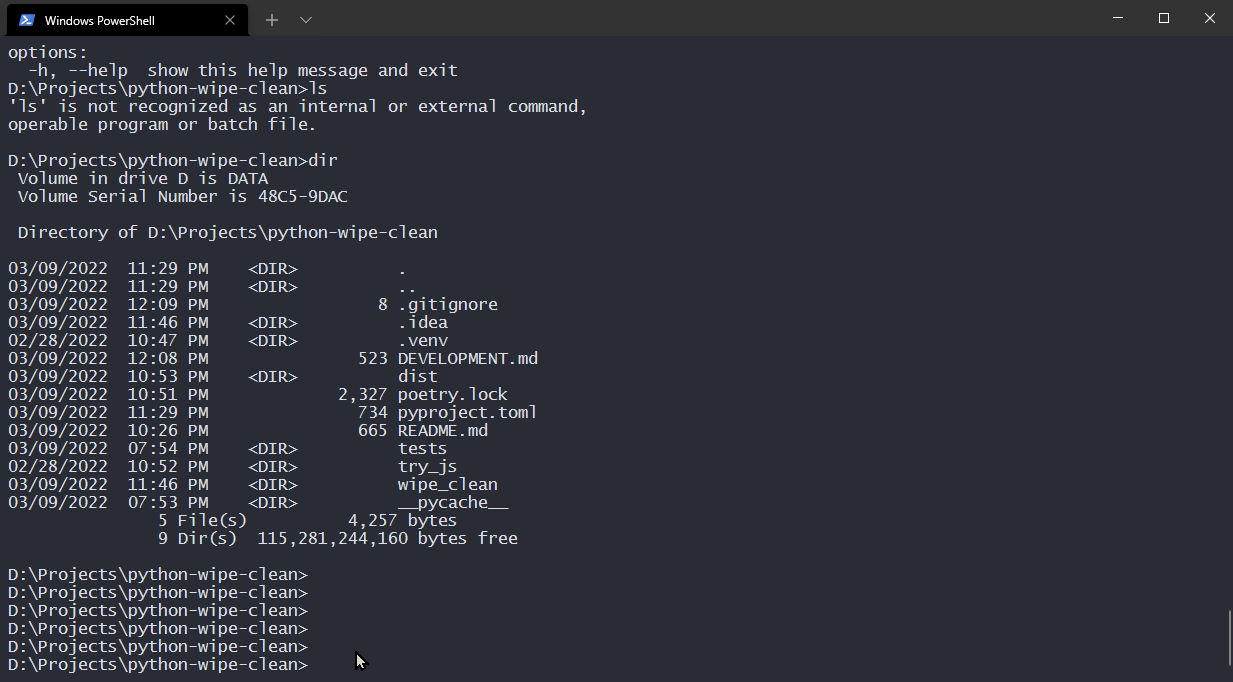 Windows PowerShell
options:
  -h, --help  show this help message and exit
D:\Projects\python-wipe-clean>ls
'ls' is not recognized as an internal or external command,
operable program or batch file.
D:\Projects\python-wipe-clean>dir
 Volume in drive D is DATA
 Volume Serial Number is 48C5-9DAC
 Directory of D:\Projects\python-wipe-clean
03/09/2022  11:29 PM    <DIR>          .
03/09/2022  11:29 PM    <DIR>          ..
03/09/2022  12:09 PM                 8 .gitignore
03/09/2022  11:46 PM    <DIR>          .idea
02/28/2022  10:47 PM    <DIR>          .venv
03/09/2022  12:08 PM               523 DEVELOPMENT.md
03/09/2022  10:53 PM    <DIR>          dist
03/09/2022  10:51 PM             2,327 poetry.lock
03/09/2022  11:29 PM               734 pyproject.toml
03/09/2022  10:26 PM               665 README.md
03/09/2022  07:54 PM    <DIR>          tests
02/28/2022  10:52 PM    <DIR>          try_js
03/09/2022  11:46 PM    <DIR>          wipe_clean
03/09/2022  07:53 PM    <DIR>          __pycache__
               5 File(s)          4,257 bytes
               9 Dir(s)  115,281,244,160 bytes free
D:\Projects\python-wipe-clean>
D:\Projects\python-wipe-clean>
D:\Projects\python-wipe-clean>
D:\Projects\python-wipe-clean>
D:\Projects\python-wipe-clean>
D:\Projects\python-wipe-clean>